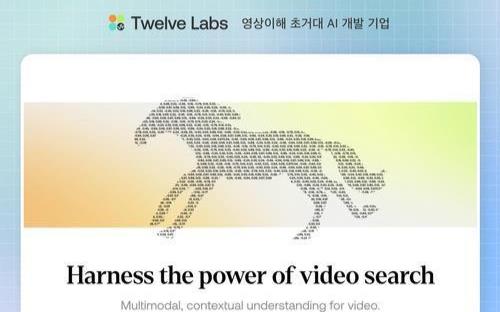 Twelve Labs 영상이해 초거대 AI 개발 기업
Harness the power of video search
Multimodal, contextual understanding for video.